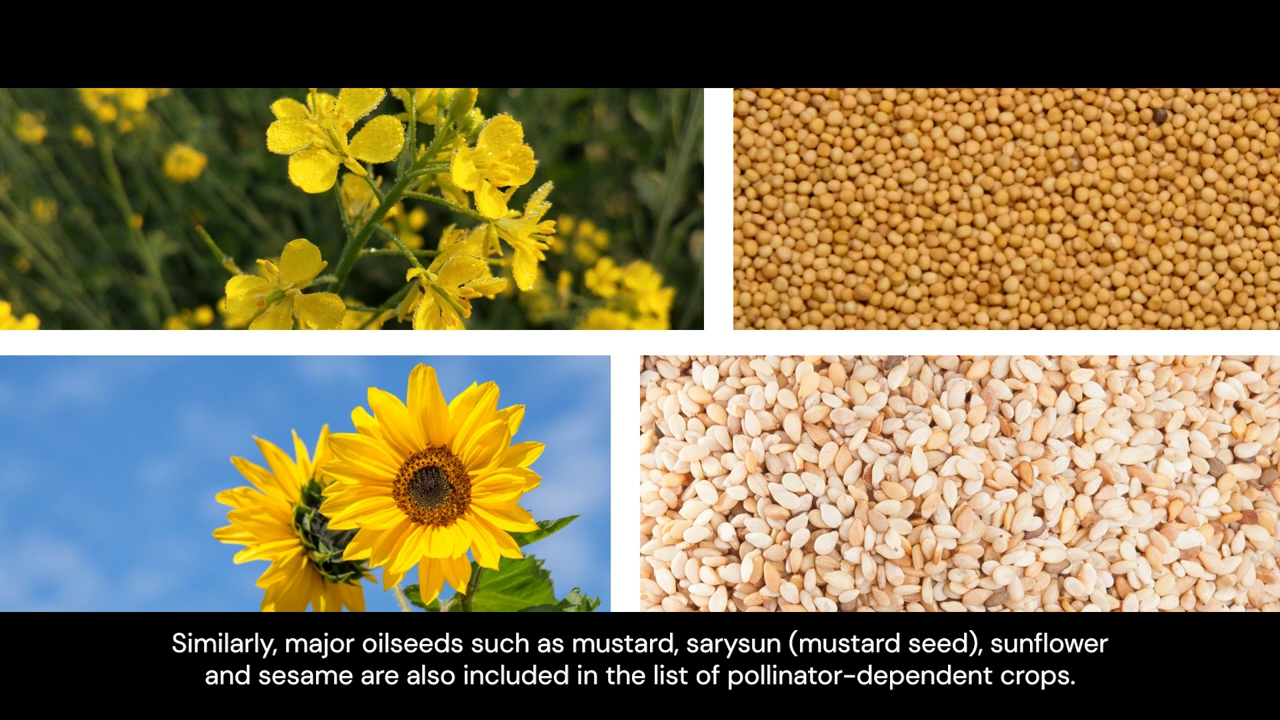 Similarly, major oilseeds such as mustard, sarysun (mustard seed), sunflower
and sesame are also included in the list of pollinator-dependent crops.